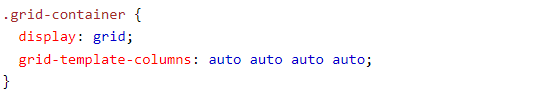 .grid-container {
  display: grid;
  grid-template-columns: auto auto auto auto;
}